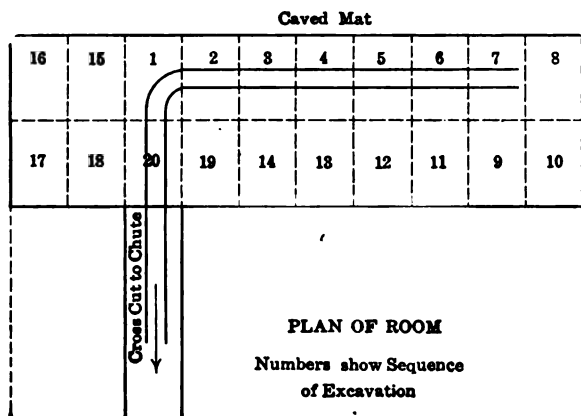 Caved Mat
16 15 1 2 3 4 5 6 7 8
17 18 20 19 14 13 12 11 9 10
Cross Cut to Chute
PLAN OF ROOM
Numbers show Sequence
of Excavation